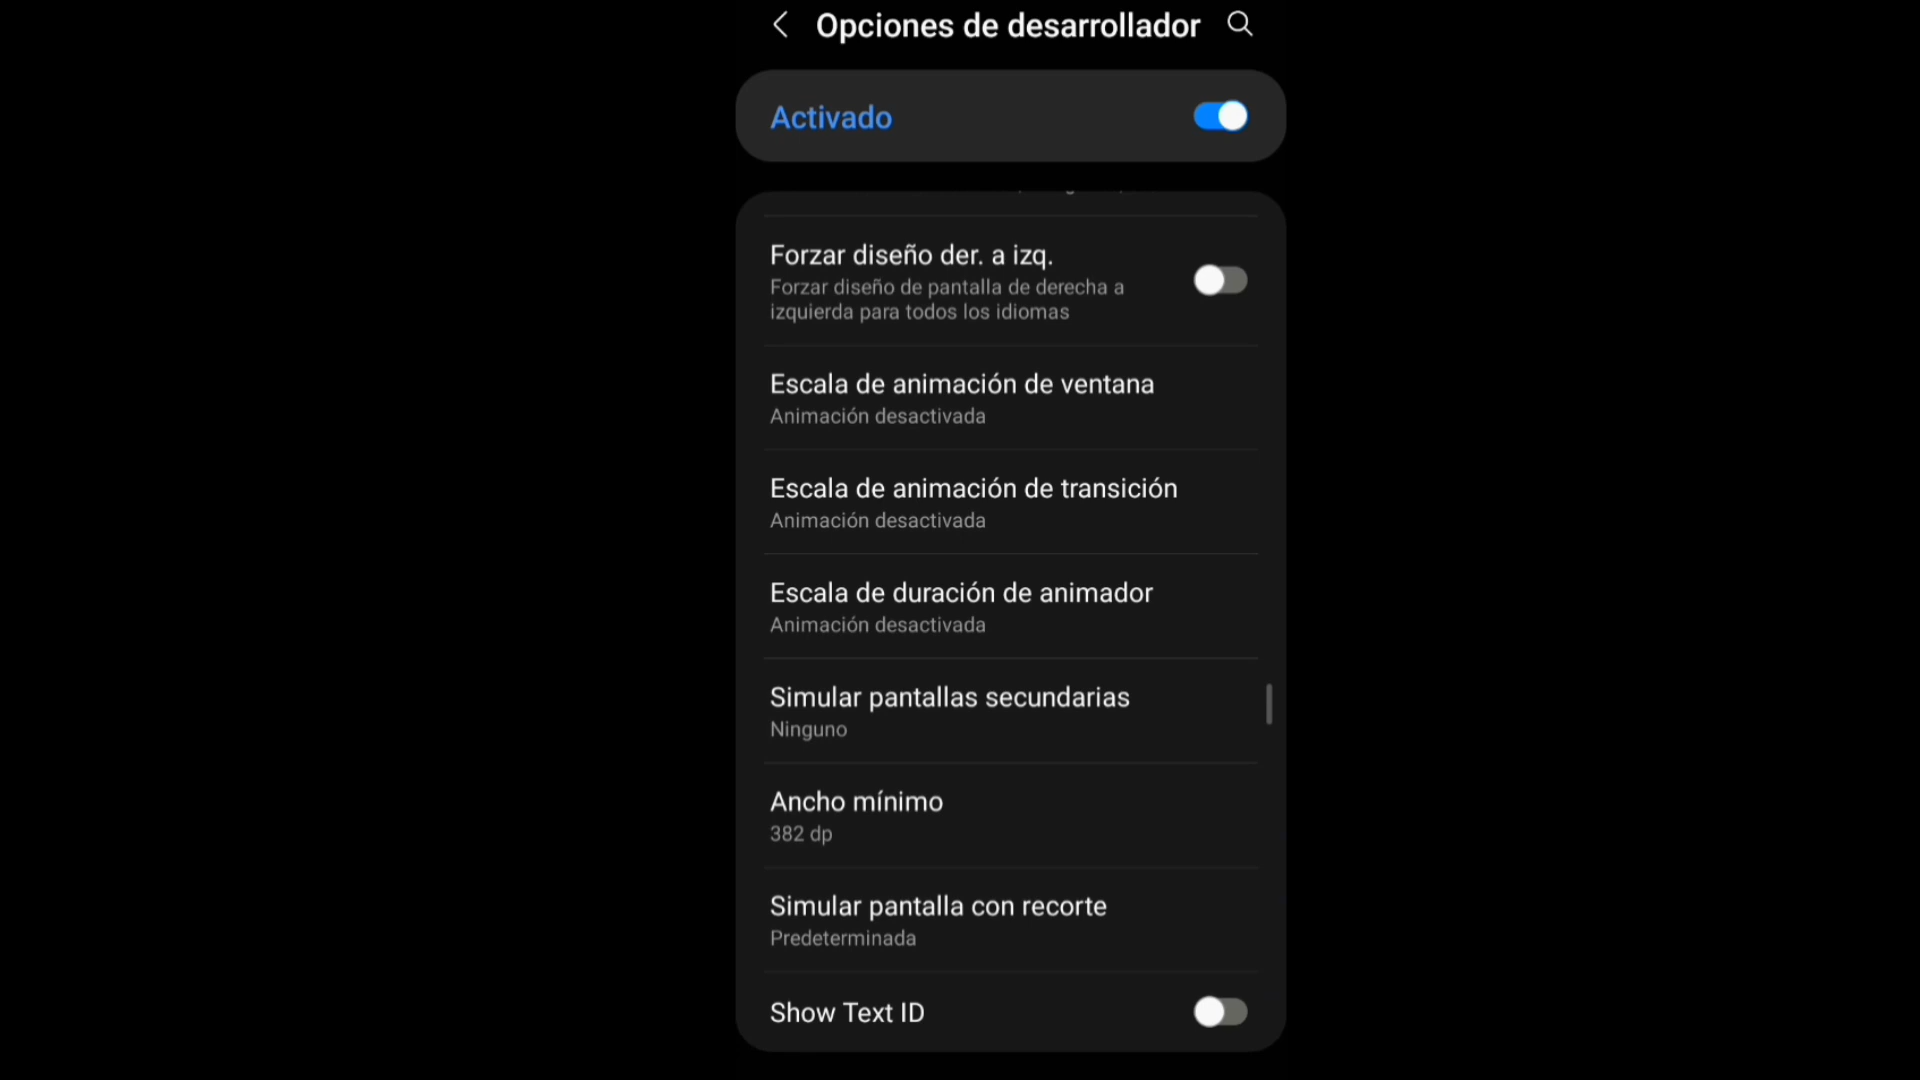 Opciones de desarrollador
Activado
Forzar diseño der. a izq.
Forzar diseño de pantalla de derecha a
izquierda para todos los idiomas
Escala de animación de ventana
Animación desactivada
Escala de animación de transición
Animación desactivada
Escala de duración de animador
Animación desactivada
Simular pantallas secundarias
Ninguno
Ancho mínimo
382 dp
Simular pantalla con recorte
Predeterminada
Show Text ID